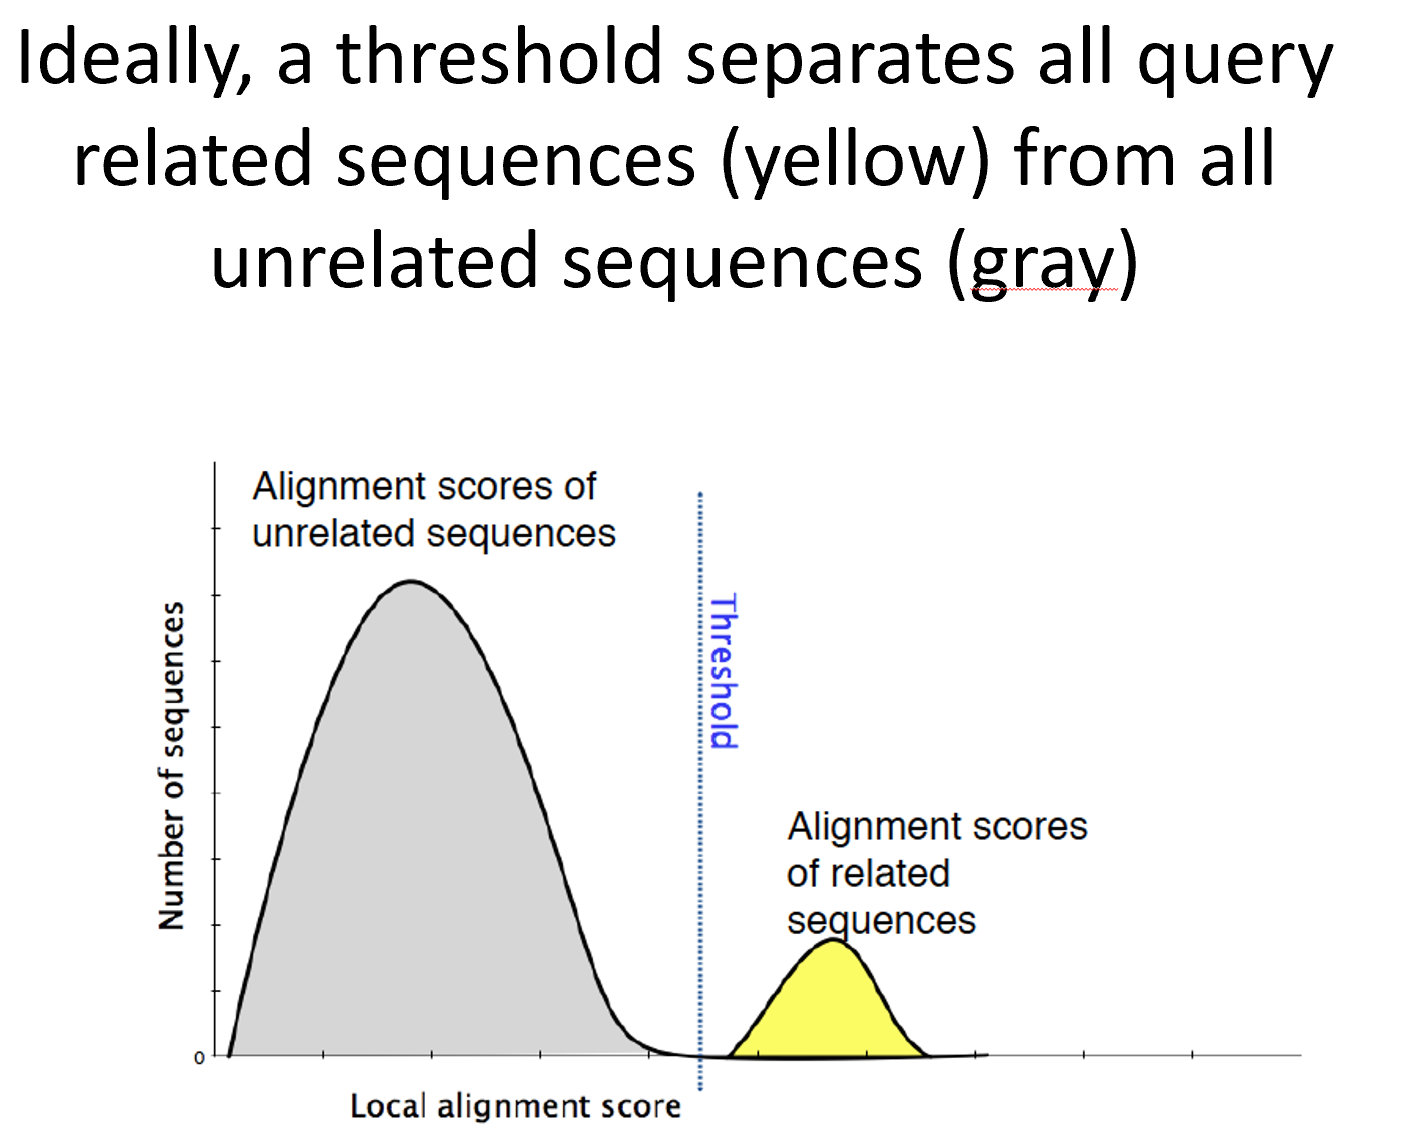 Ideally, a threshold separates all query
related sequences (yellow) from all
unrelated sequences (gray)
Alignment scores of
unrelated sequences
Threshold
Number of sequences
Alignment scores
of related
sequences
0
Local alignment score